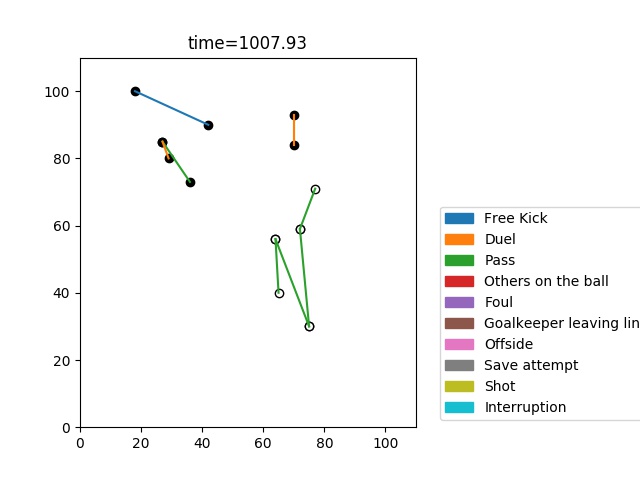 time=1007.93
100
80
60
40
20
0
0 20 40 60 80 100
Free Kick
Duel
Pass
Others on the ball
Foul
Goalkeeper leaving lin
Offside
Save attempt
Shot
Interruption